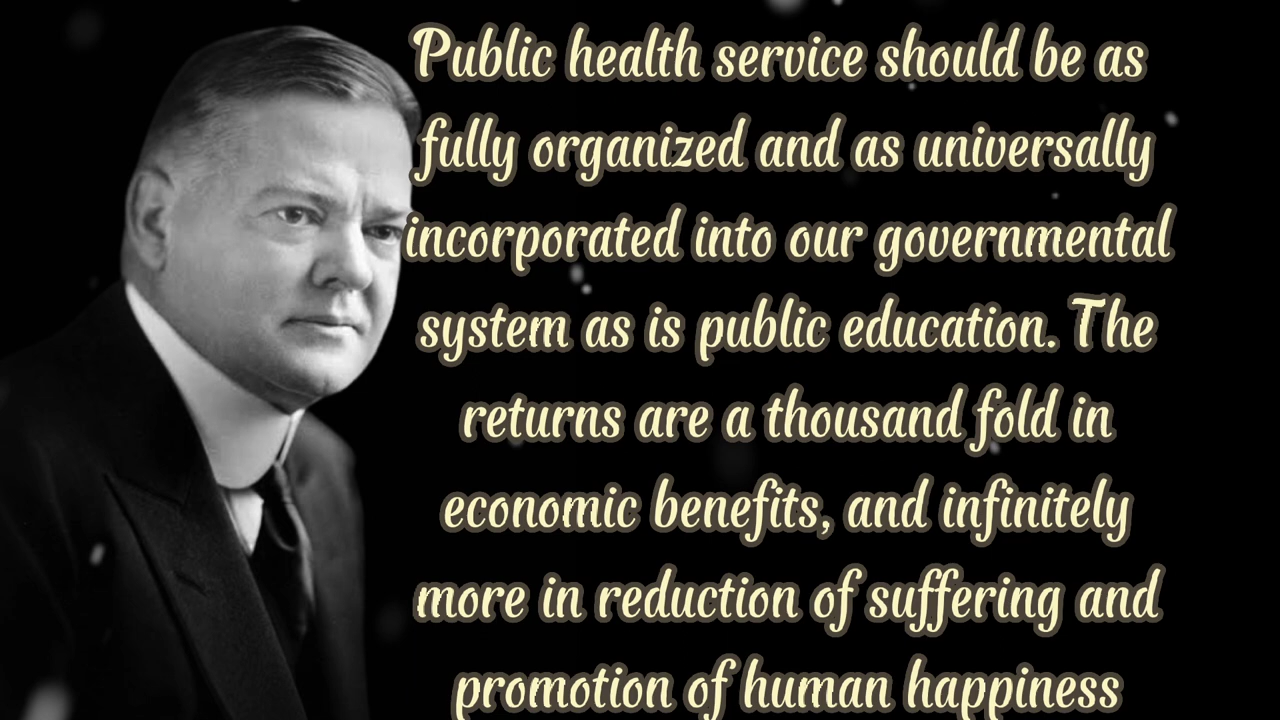 Public health service should be as
fully organized and as universally
incorporated into our governmental
system as is public education. The
returns are a thousand fold in
economic benefits, and infinitely
more in reduction of suffering and
promotion of human happiness